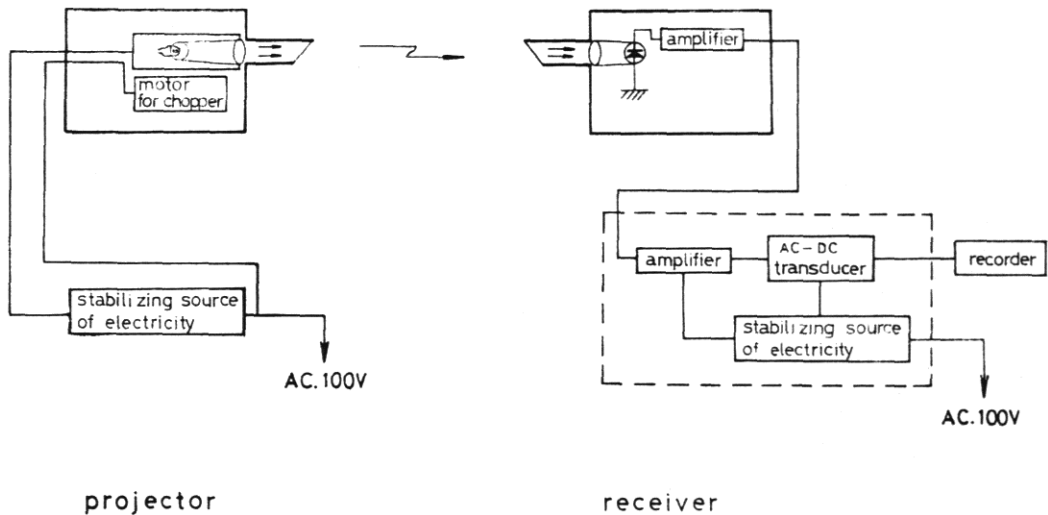 motor
for chopper
stabilizing source
of electricity
AC.100V
projector
amplifier
amplifier
AC-DC
transducer
recorder
stabilizing source
of electricity
AC.100V
receiver